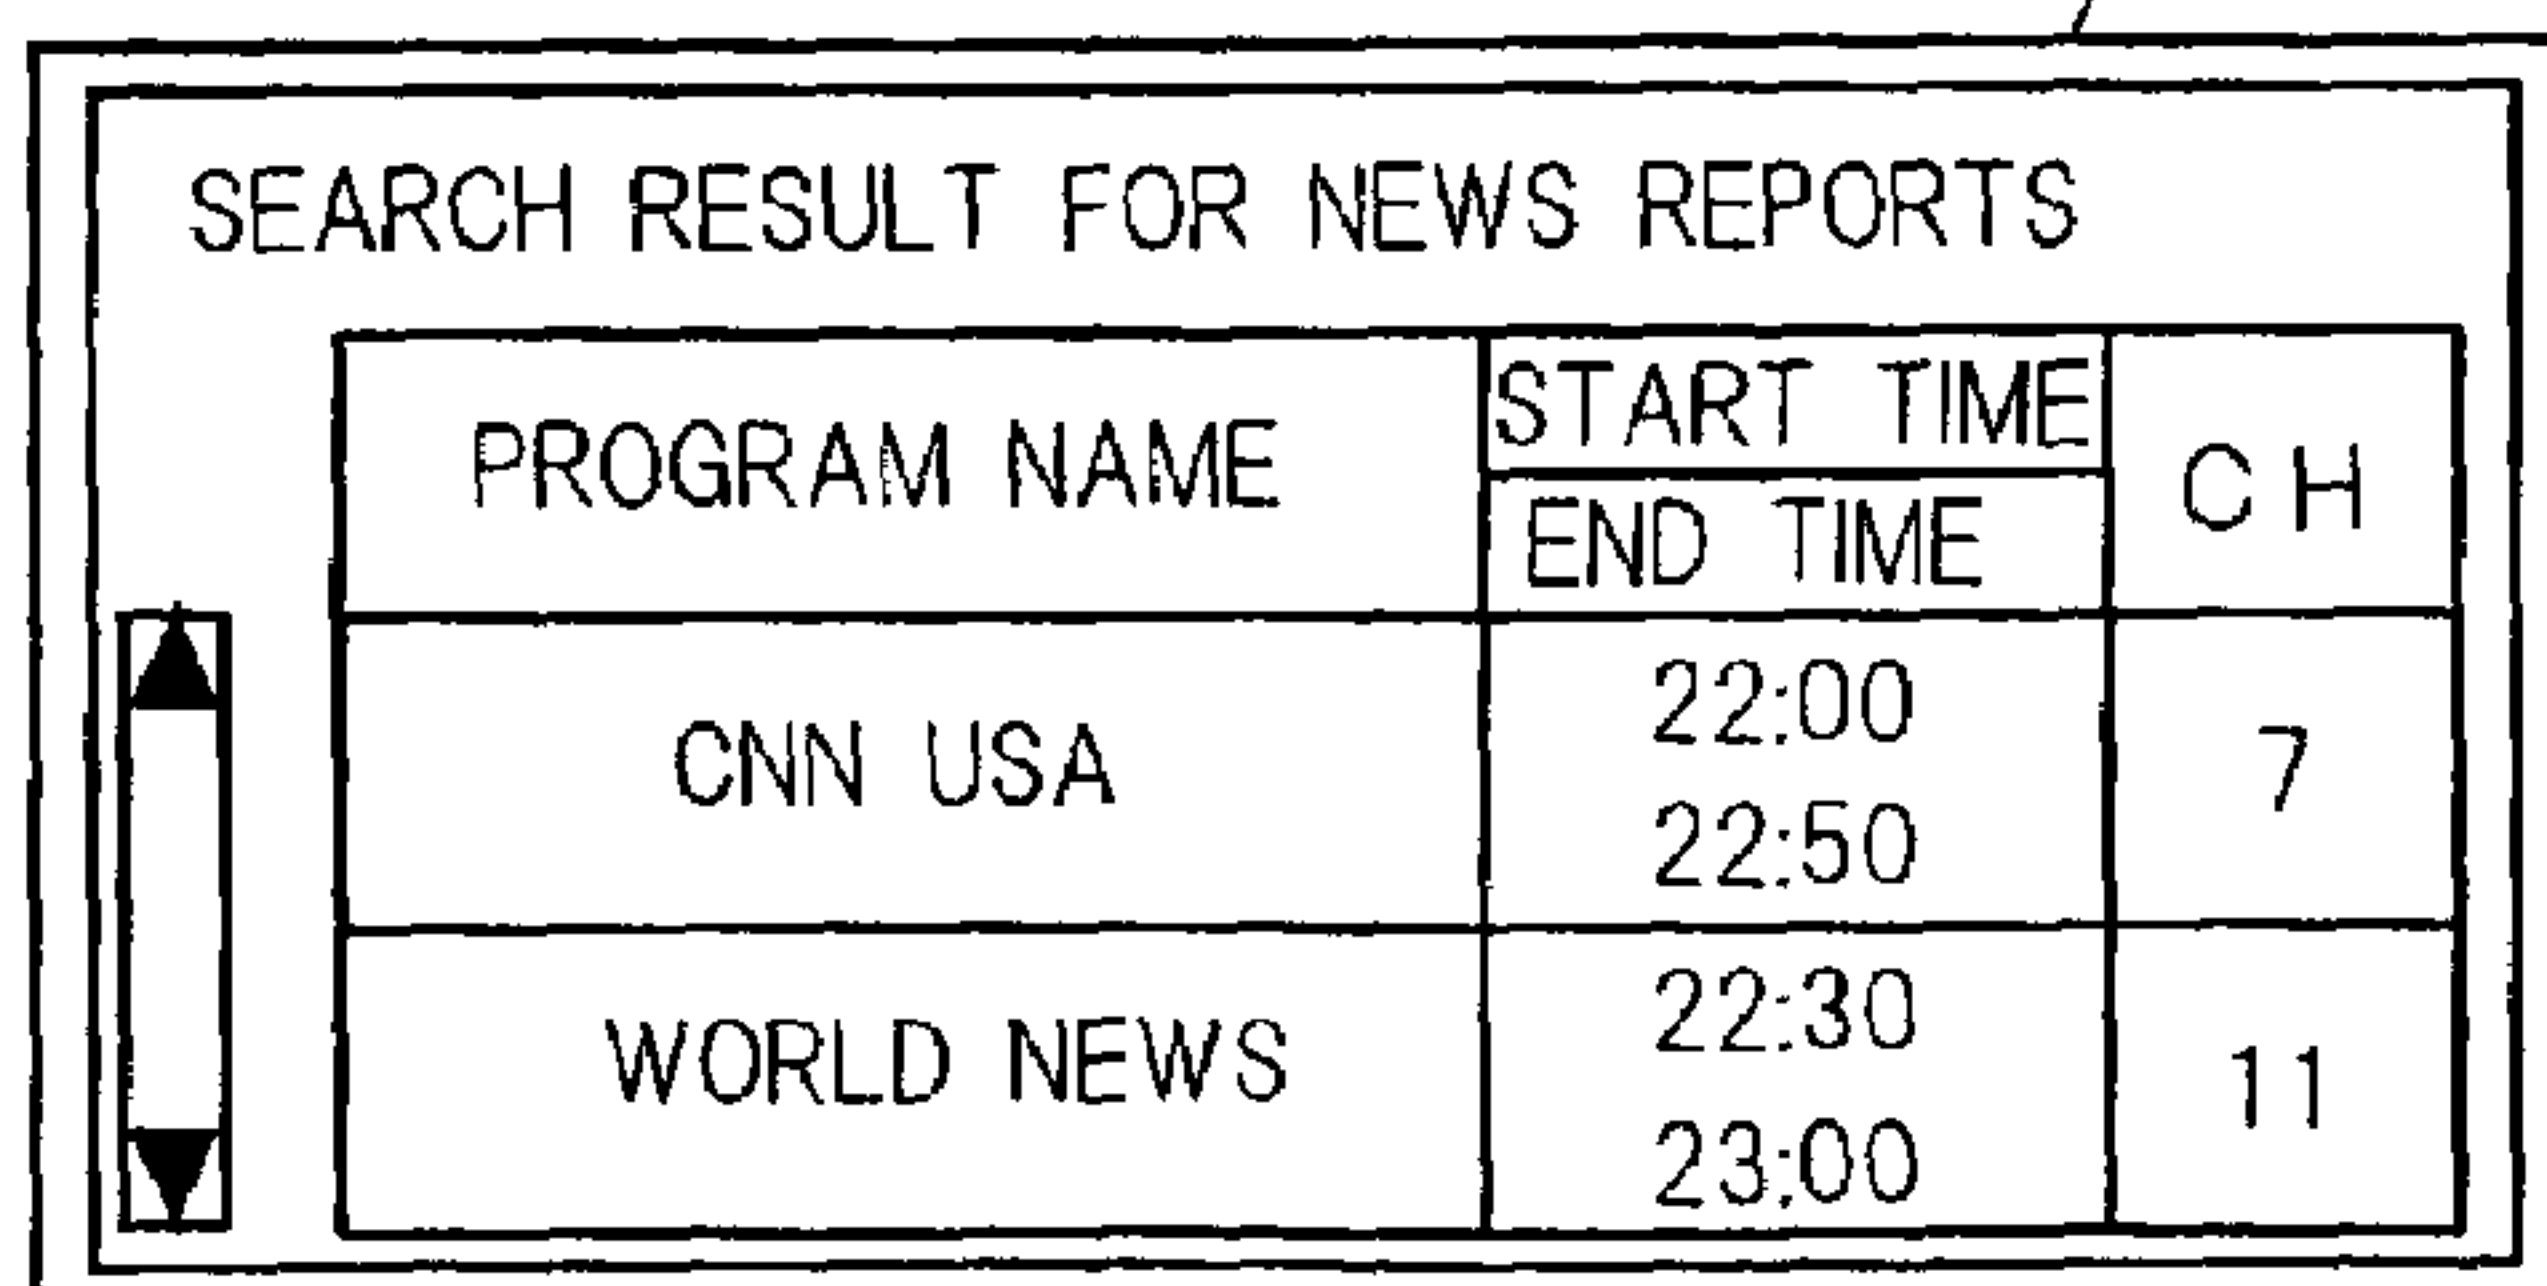 SEARCH RESULT FOR NEWS REPORTS
PROGRAM NAME
START TIME
END TIME
CH
CNN USA
22:00
22:50
7
WORLD NEWS
22:30
23:00
11